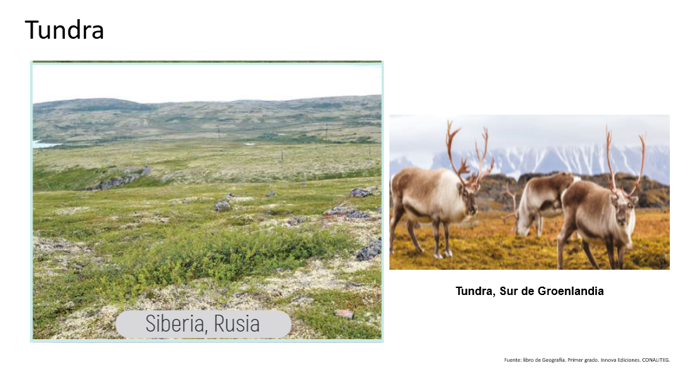 Tundra
Siberia, Rusia
Tundra, Sur de Groenlandia
Fuente: libro de Geografía. Primer grado. Innova Ediciones. CONALITEG.